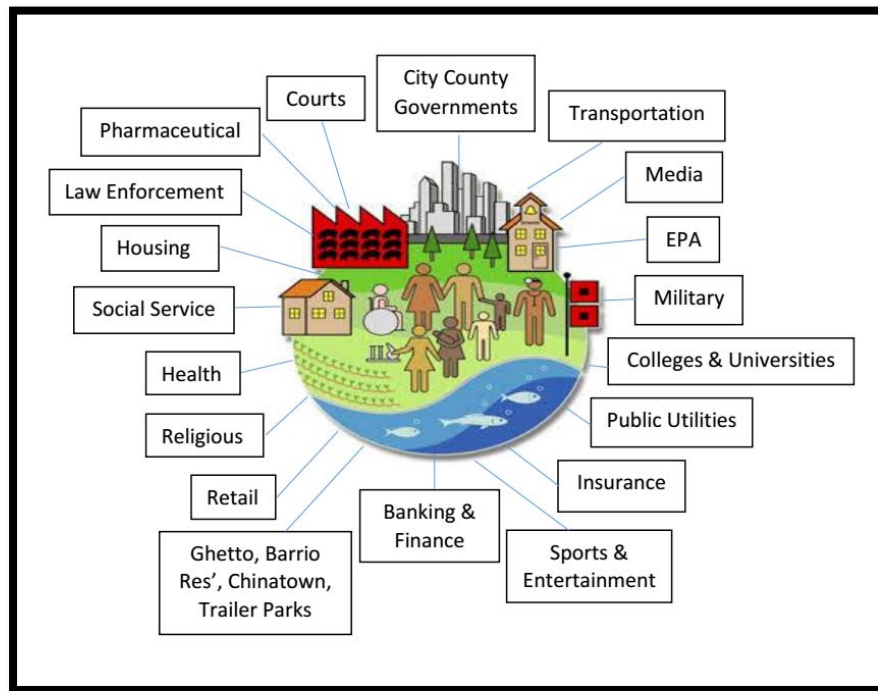 City County
Governments
Courts
Transportation
Pharmaceutical
Media
Law Enforcement
EPA
Housing
Military
Social Service
Colleges & Universities
Health
Public Utilities
Religious
Insurance
Retail
Banking &
Finance
Sports &
Entertainment
Ghetto, Barrio
Res’, Chinatown,
Trailer Parks